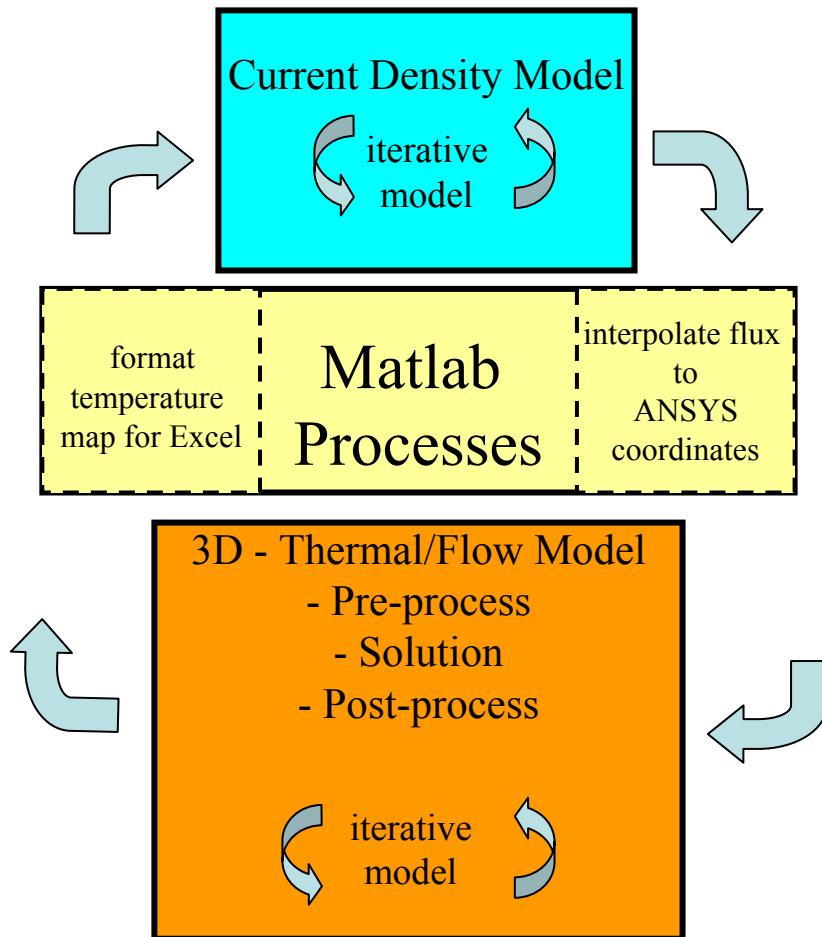 Current Density Model
iterative
model
format
temperature
map for Excel
Matlab
Processes
interpolate flux
to
ANSYS
coordinates
3D - Thermal/Flow Model
- Pre-process
- Solution
- Post-process
iterative
model